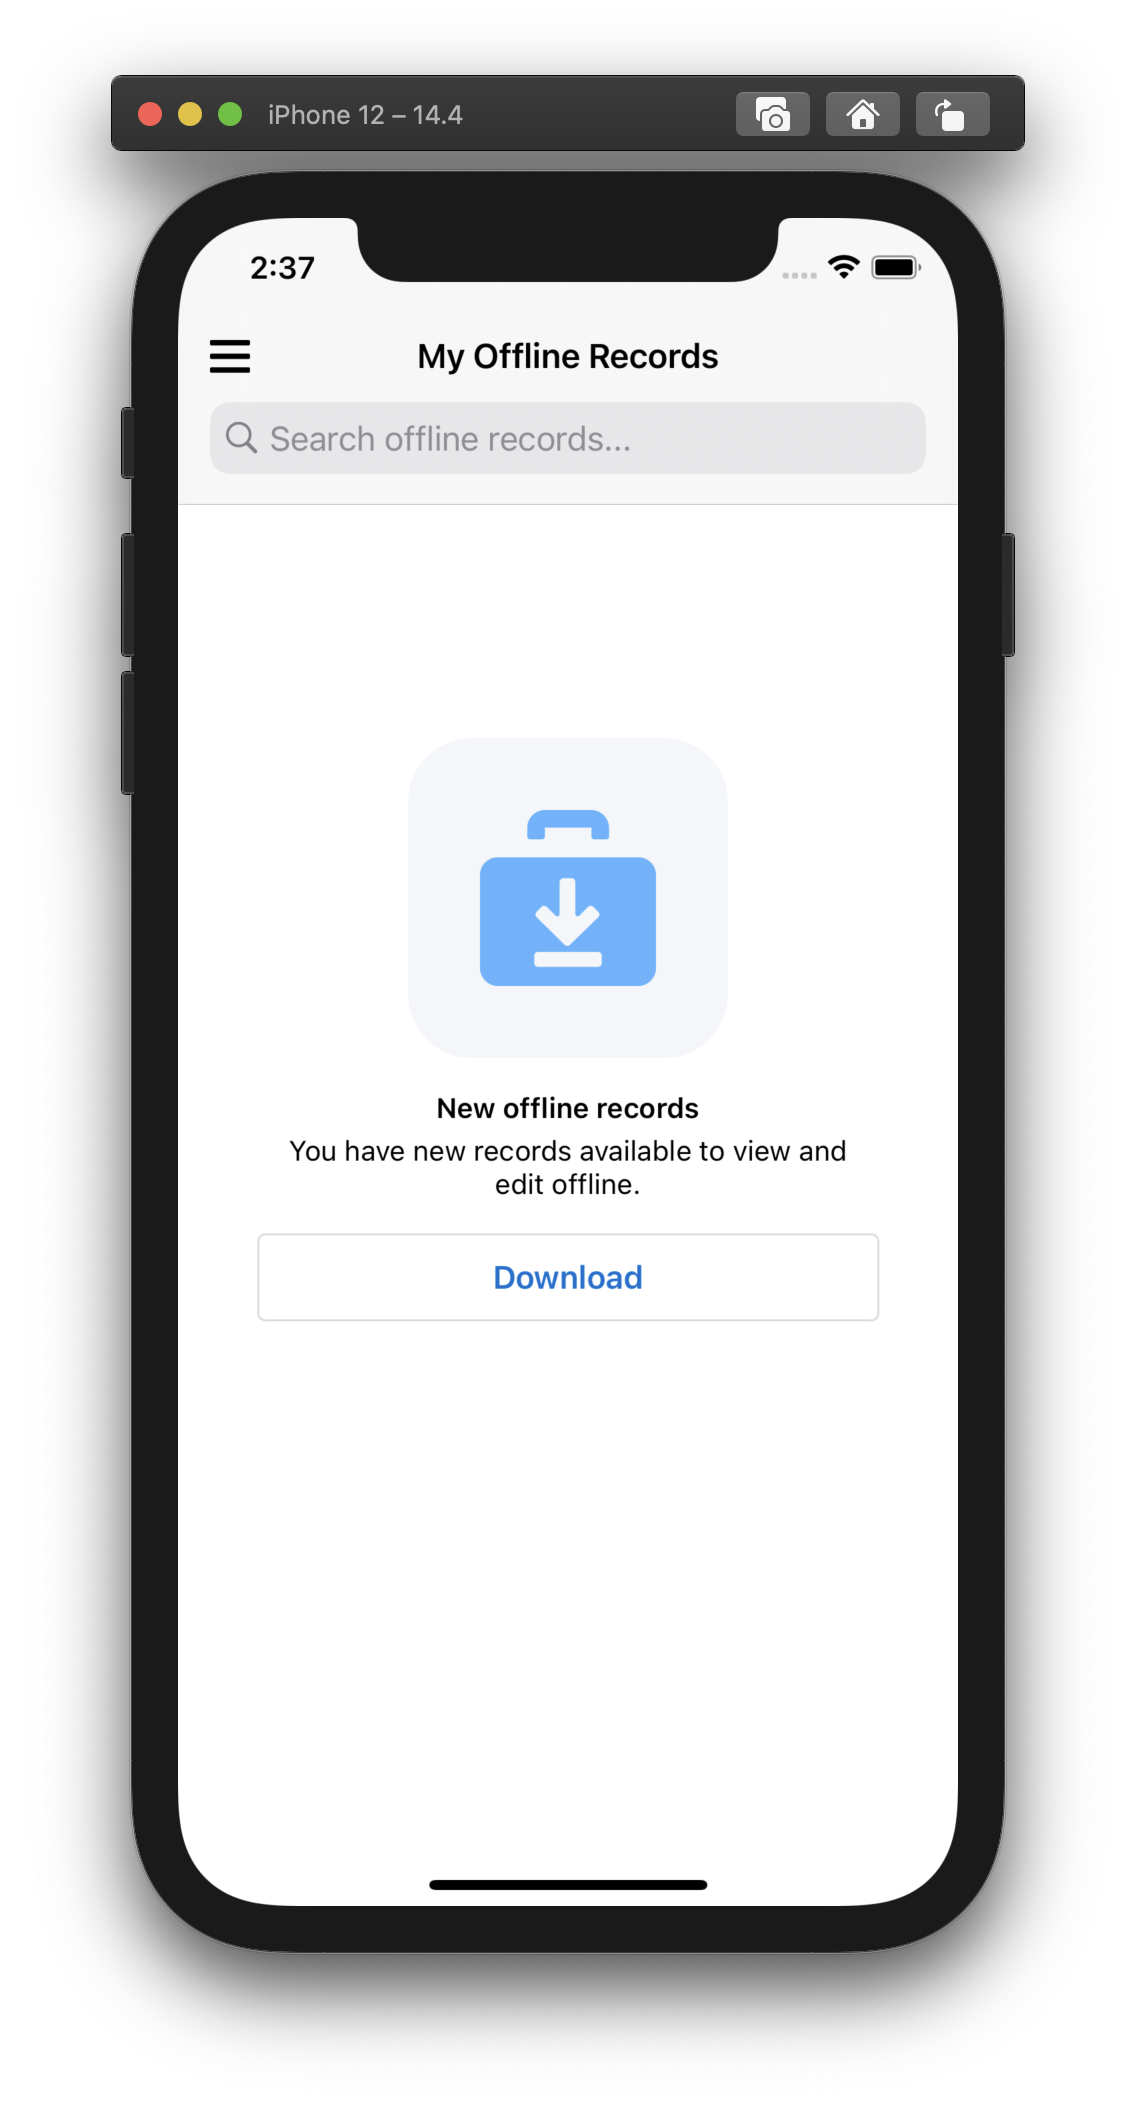 iPhone 12 – 14.4
2:37
My Offline Records
Search offline records...
New offline records
You have new records available to view and
edit offline.
Download